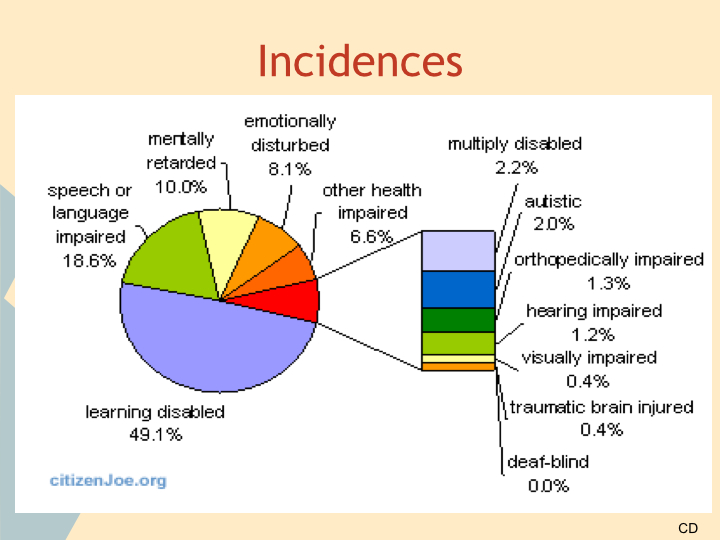 Incidences
emotionally
disturbed
8.1%
mentally
retarded
10.0%
speech or
language
impaired
18.6%
other health
impaired
6.6%
learning disabled
49.1%
multiply disabled
2.2%
autistic
2.0%
orthopedically impaired
1.3%
hearing impaired
1.2%
visually impaired
0.4%
traumatic brain injured
0.4%
deaf-blind
0.0%
citizenJoe.org
CD